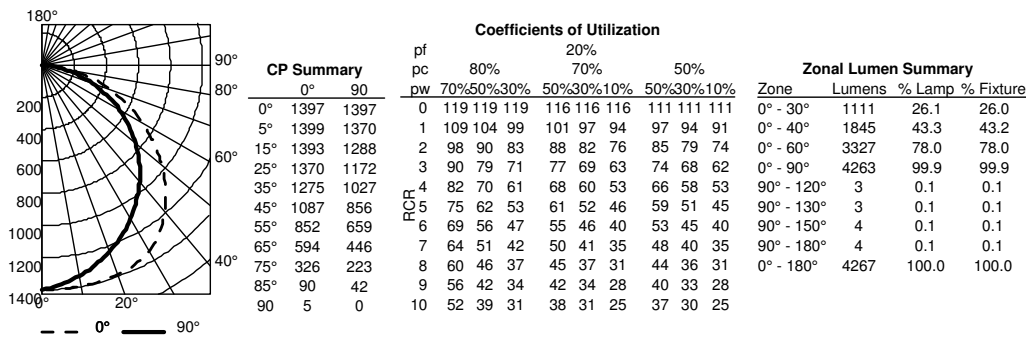 180°
90°
80°
60°
40°
20°
0°
200
400
600
800
1000
1200
1400
0° 90°
CP Summary
0° 90
0° 1397 1397
5° 1399 1370
15° 1393 1288
25° 1370 1172
35° 1275 1027
45° 1087 856
55° 852 659
65° 594 446
75° 326 223
85° 90 42
90 5 0
Coefficients of Utilization
pf 20%
pc 80% 70% 50%
pw 70%50%30% 50%30%10% 50%30%10%
RCR
0 119 119 119 116 116 116 111 111 111
1 109 104 99 101 97 94 97 94 91
2 98 90 83 88 82 76 85 79 74
3 90 79 71 77 69 63 74 68 62
4 82 70 61 68 60 53 66 58 53
5 75 62 53 61 52 46 59 51 45
6 69 56 47 55 46 40 53 45 40
7 64 51 42 50 41 35 48 40 35
8 60 46 37 45 37 31 44 36 31
9 56 42 34 42 34 28 40 33 28
10 52 39 31 38 31 25 37 30 25
Zonal Lumen Summary
Zone Lumens % Lamp % Fixture
0° - 30° 1111 26.1 26.0
0° - 40° 1845 43.3 43.2
0° - 60° 3327 78.0 78.0
0° - 90° 4263 99.9 99.9
90° - 120° 3 0.1 0.1
90° - 130° 3 0.1 0.1
90° - 150° 4 0.1 0.1
90° - 180° 4 0.1 0.1
0° - 180° 4267 100.0 100.0